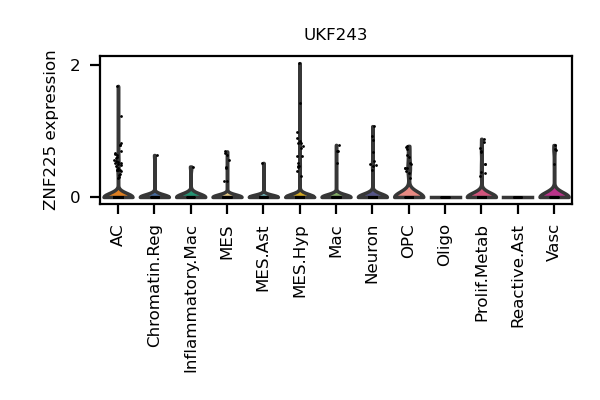 UKF243
ZNF225 expression
2
0
AC
Chromatin.Reg
Inflammatory.Mac
MES
MES.Ast
MES.Hyp
Mac
Neuron
OPC
Oligo
Prolif.Metab
Reactive.Ast
Vasc